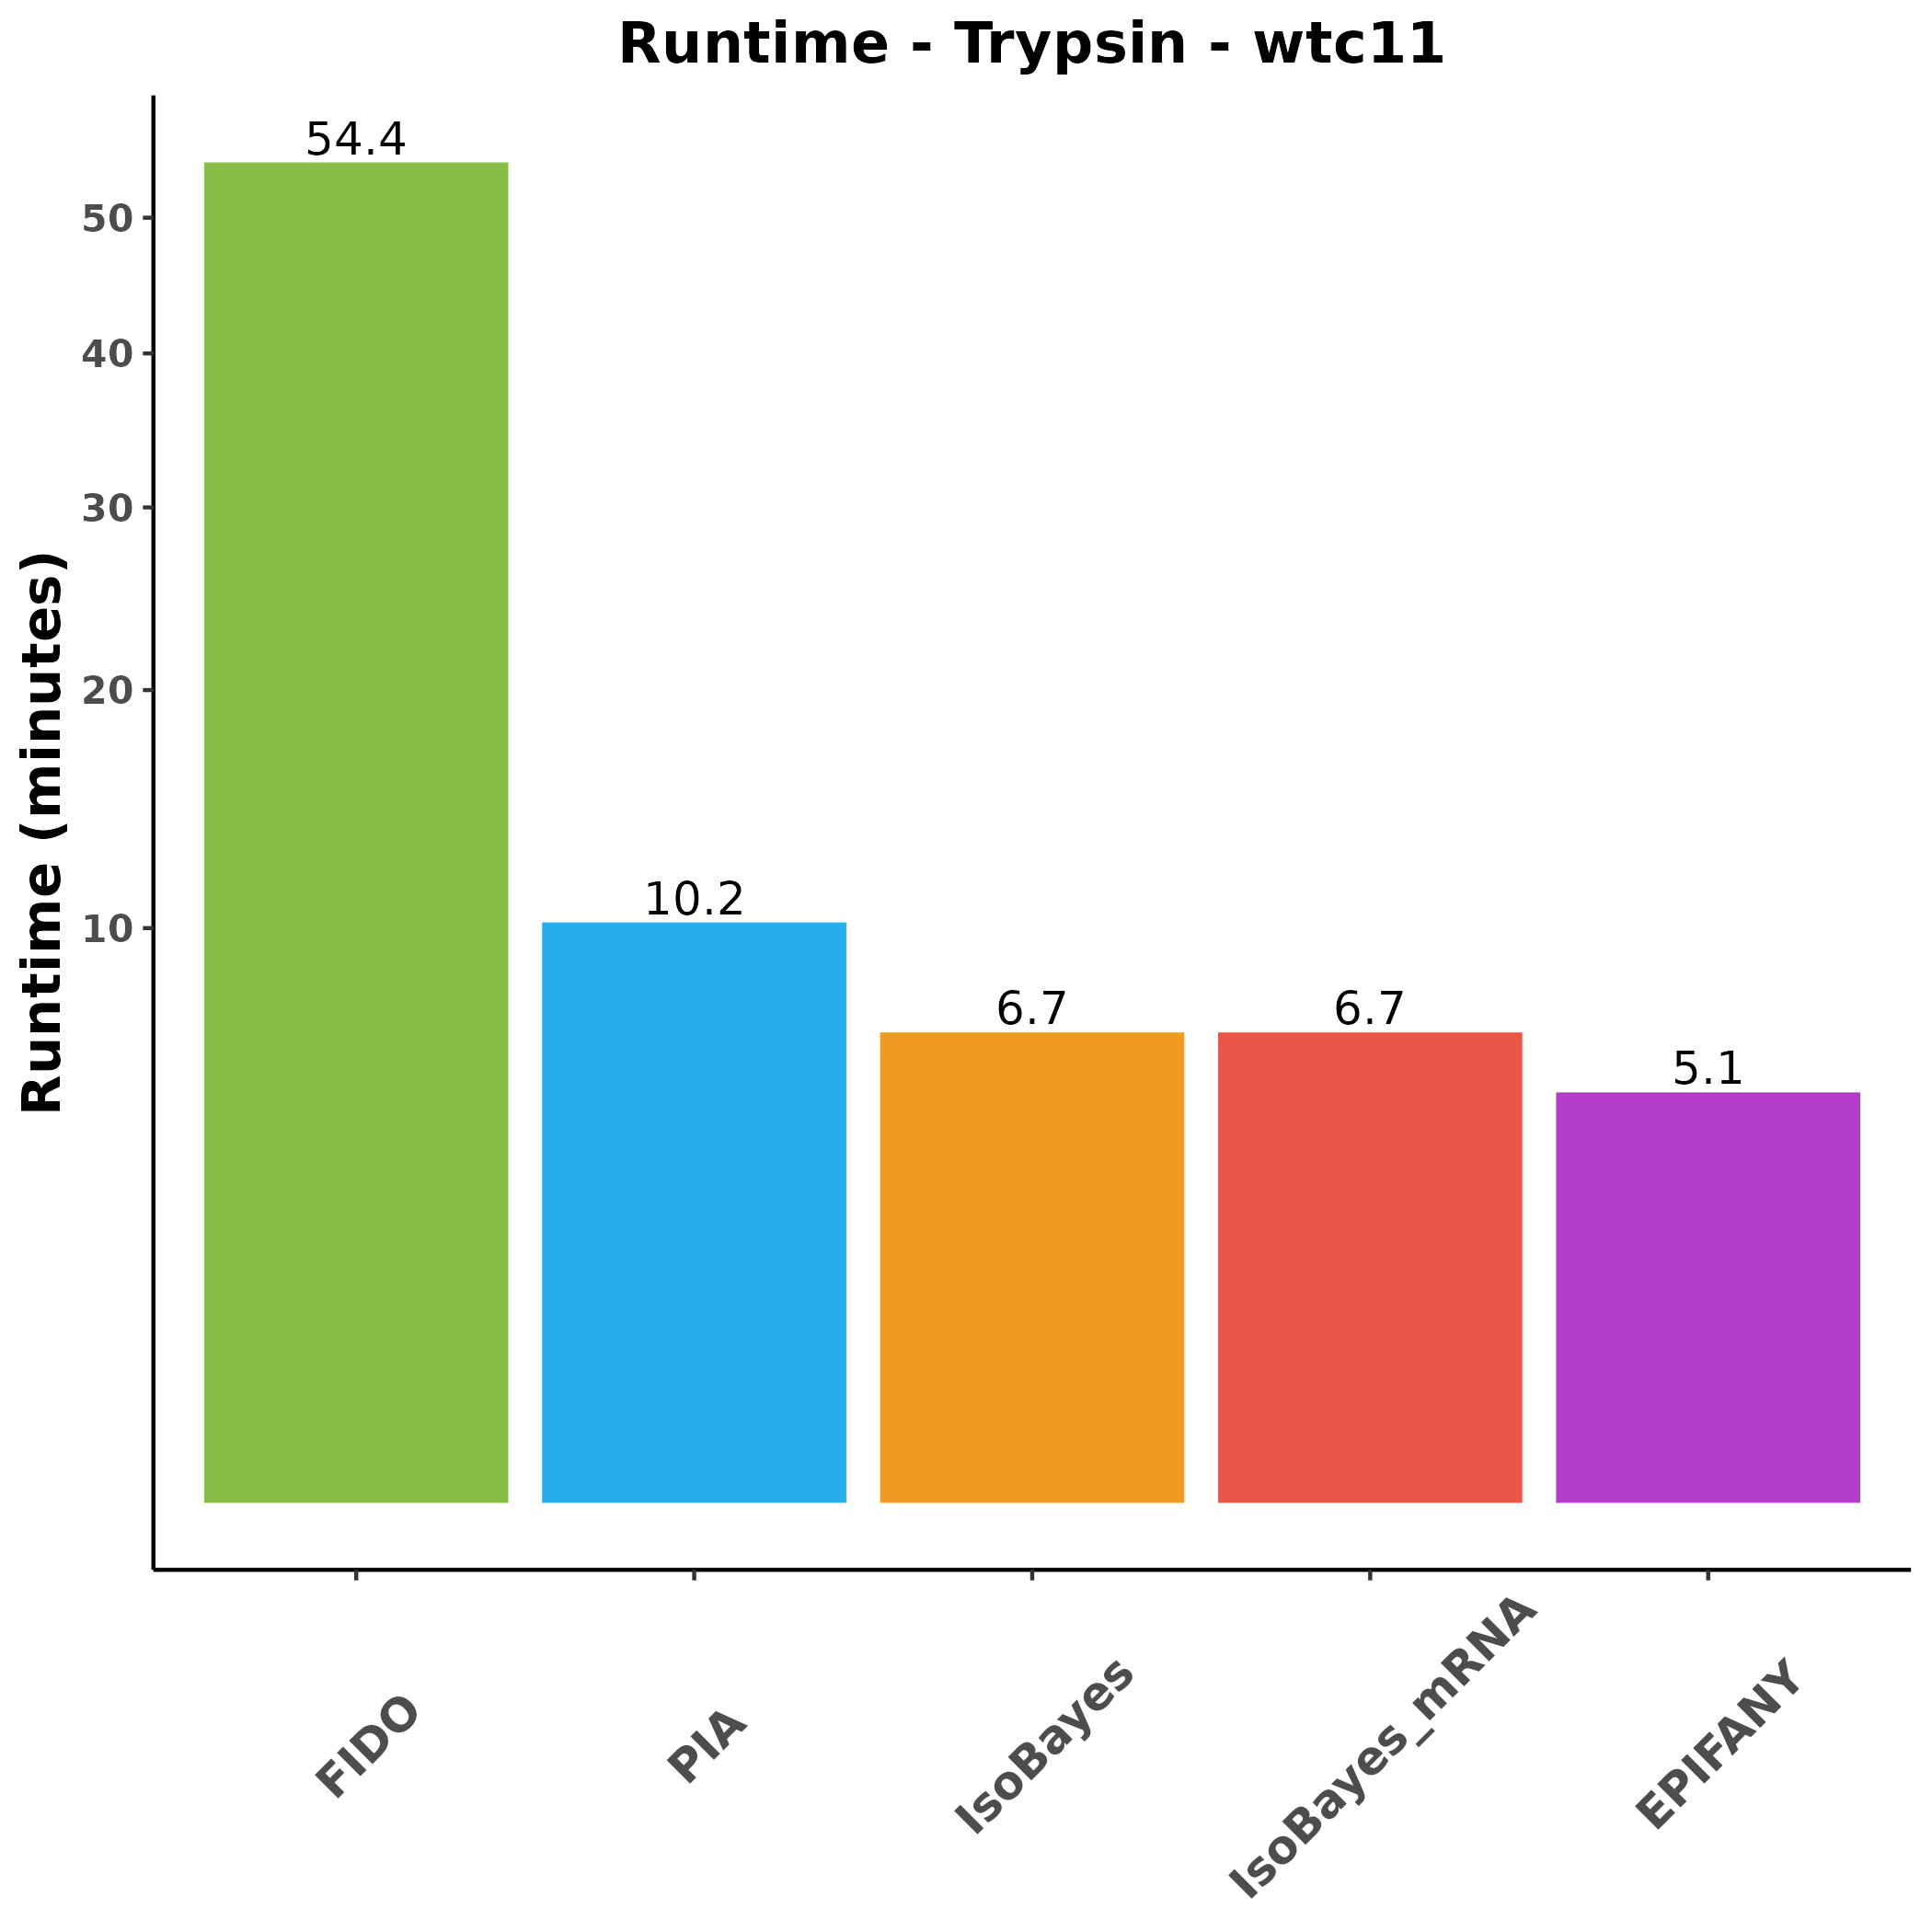 Runtime - Trypsin - wtc11
Runtime (minutes)
50
40
30
20
10
54.4
10.2
6.7
6.7
5.1
FIDO
PIA
IsoBayes
IsoBayes_mRNA
EPIFANY